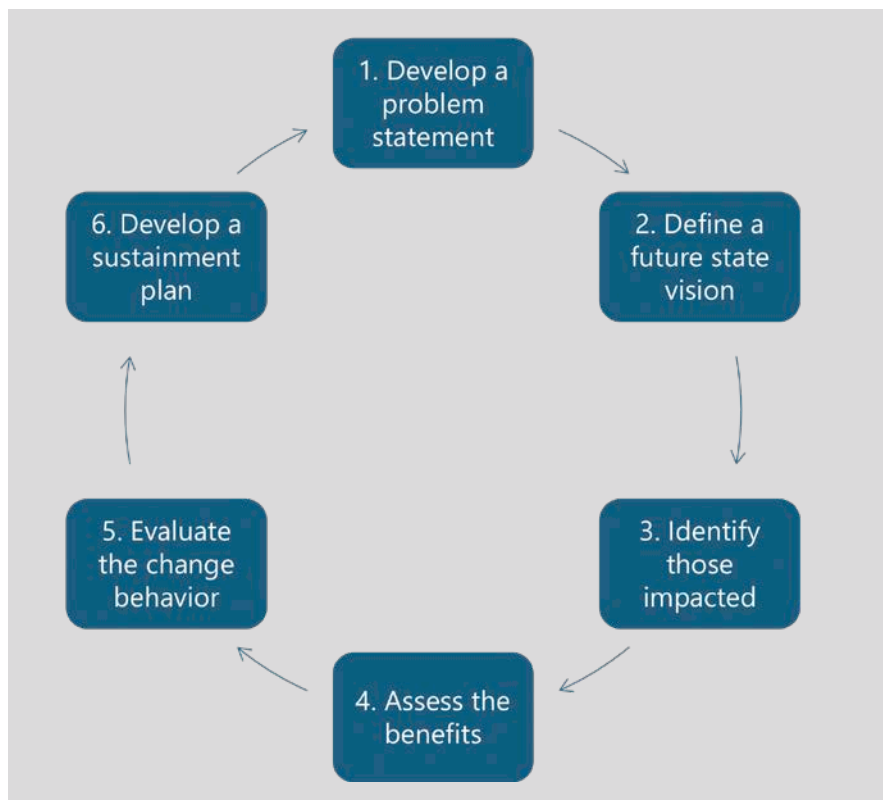 1. Develop a
problem
statement
2. Define a
future state
vision
3. Identify
those
impacted
4. Assess the
benefits
5. Evaluate
the change
behavior
6. Develop a
sustainment
plan